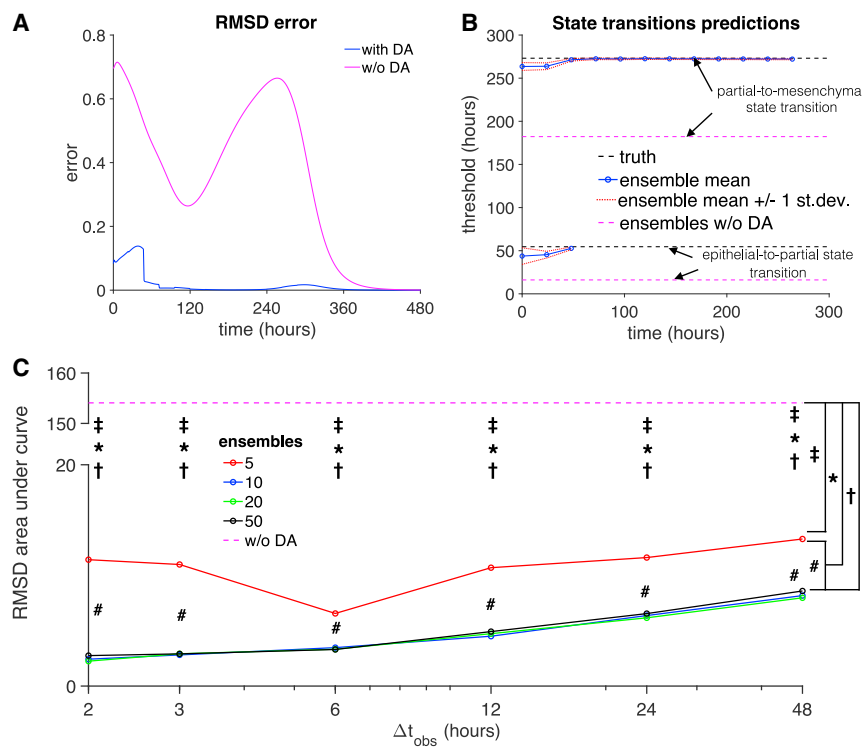 A
RMSD error
0.8
0.6
0.4
0.2
0
error
0
120
240
360
480
time (hours)
with DA
w/o DA
B
State transitions predictions
300
250
200
150
100
50
0
threshold (hours)
0
100
200
300
time (hours)
partial-to-mesenchyma
state transition
truth
ensemble mean
ensemble mean +/- 1 st.dev.
ensembles w/o DA
epithelial-to-partial state
transition
C
160
150
20
0
RMSD area under curve
‡ ‡ ‡ ‡ ‡ ‡ ‡
* * * * * * *
† † † † † † †
ensembles
5
10
20
50
w/o DA
# # # # # # #
2
3
6
12
24
48
Δt_obs (hours)